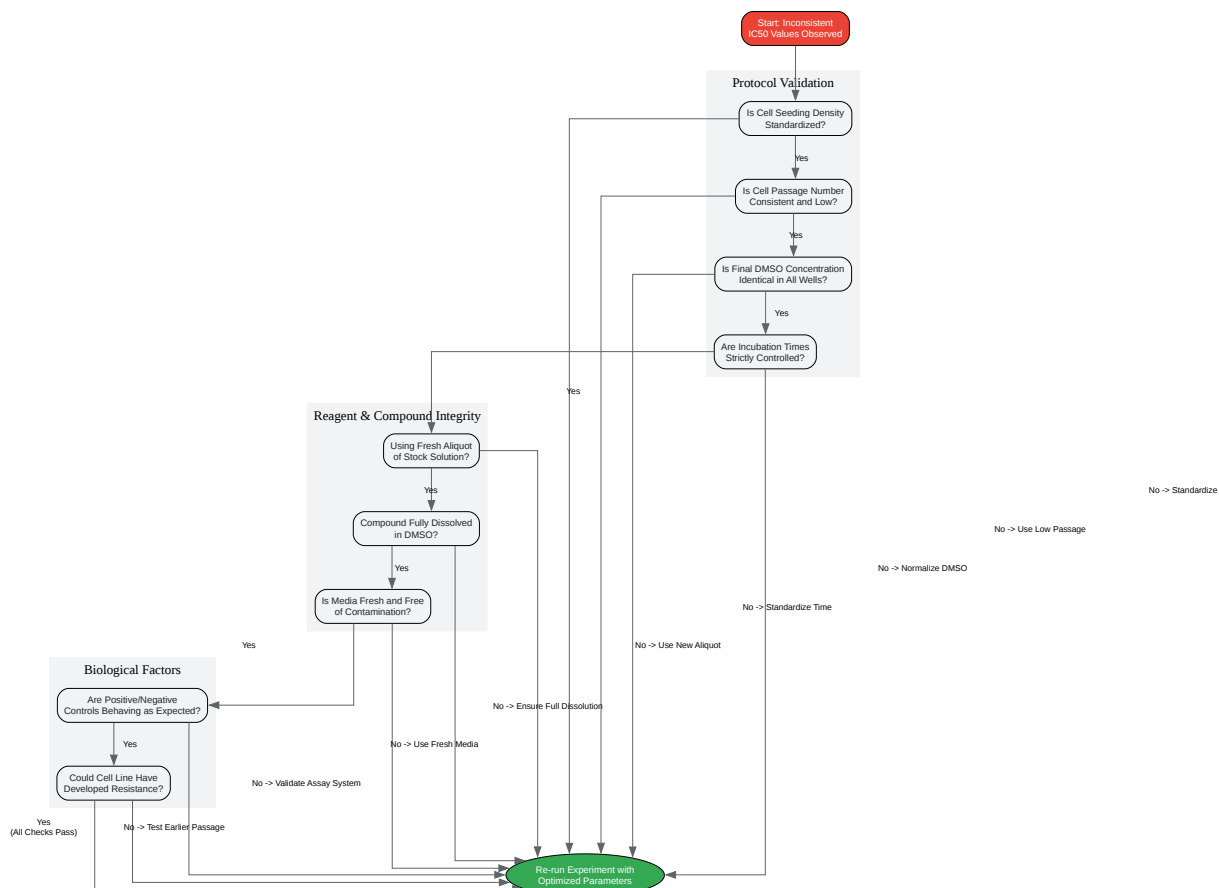 Start: Inconsistent
IC50 Values Observed
Protocol Validation
Is Cell Seeding Density
Standardized?
Yes
Is Cell Passage Number
Consistent and Low?
Yes
Is Final DMSO Concentration
Identical in All Wells?
Yes
Are Incubation Times
Strictly Controlled?
Yes
Reagent & Compound Integrity
Using Fresh Aliquot
of Stock Solution?
Yes
No -> Standardize
Compound Fully Dissolved
in DMSO?
No -> Use Low Passage
Yes
No -> Normalize DMSO
Is Media Fresh and Free
of Contamination?
No -> Standardize Time
Yes
No -> Use New Aliquot
Biological Factors
Are Positive/Negative
Controls Behaving as Expected?
No -> Ensure Full Dissolution
Yes
No -> Use Fresh Media
Could Cell Line Have
Developed Resistance?
No -> Validate Assay System
Yes
(All Checks Pass)
No -> Test Earlier Passage
Re-run Experiment with
Optimized Parameters